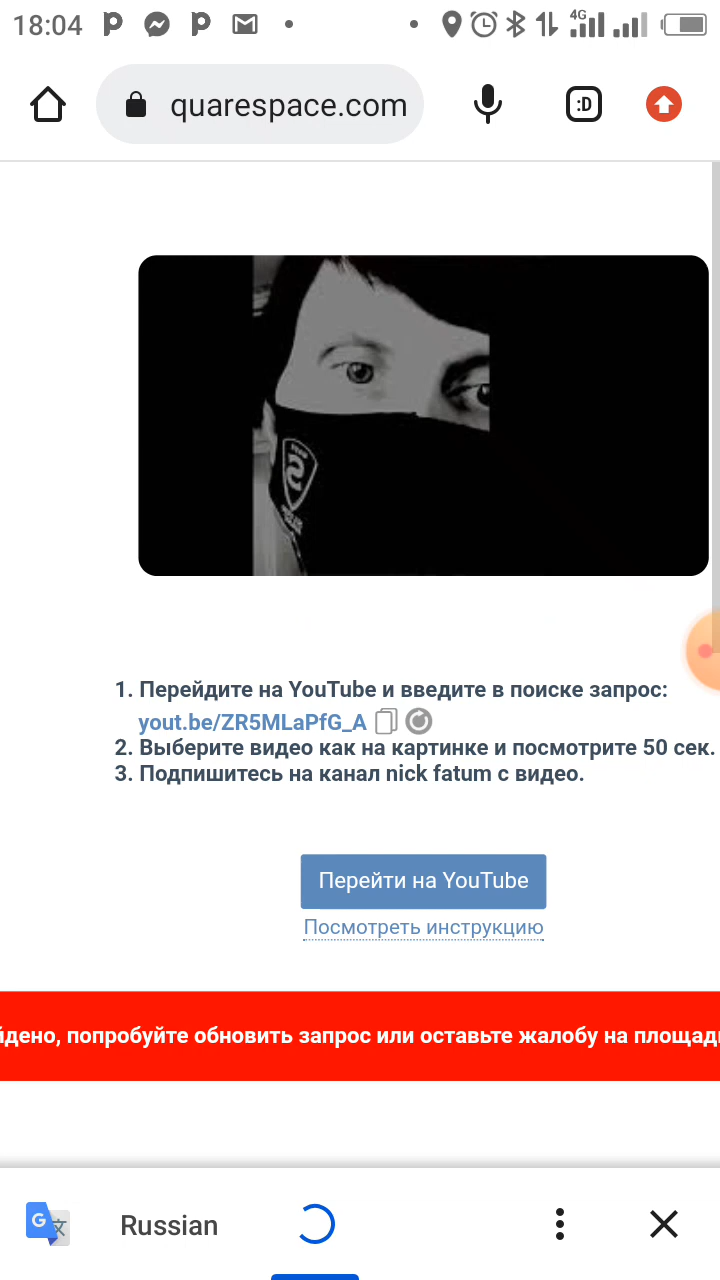 18:04
4G
quarespace.com
:D
1. Перейдите на YouTube и введите в поиске запрос:
yout.be/ZR5MLaPfG_A
2. Выберите видео как на картинке и посмотрите 50 сек.
3. Подпишитесь на канал nick fatum с видео.
Перейти на YouTube
Посмотреть инструкцию
йдено, попробуйте обновить запрос или оставьте жалобу на площад
Russian